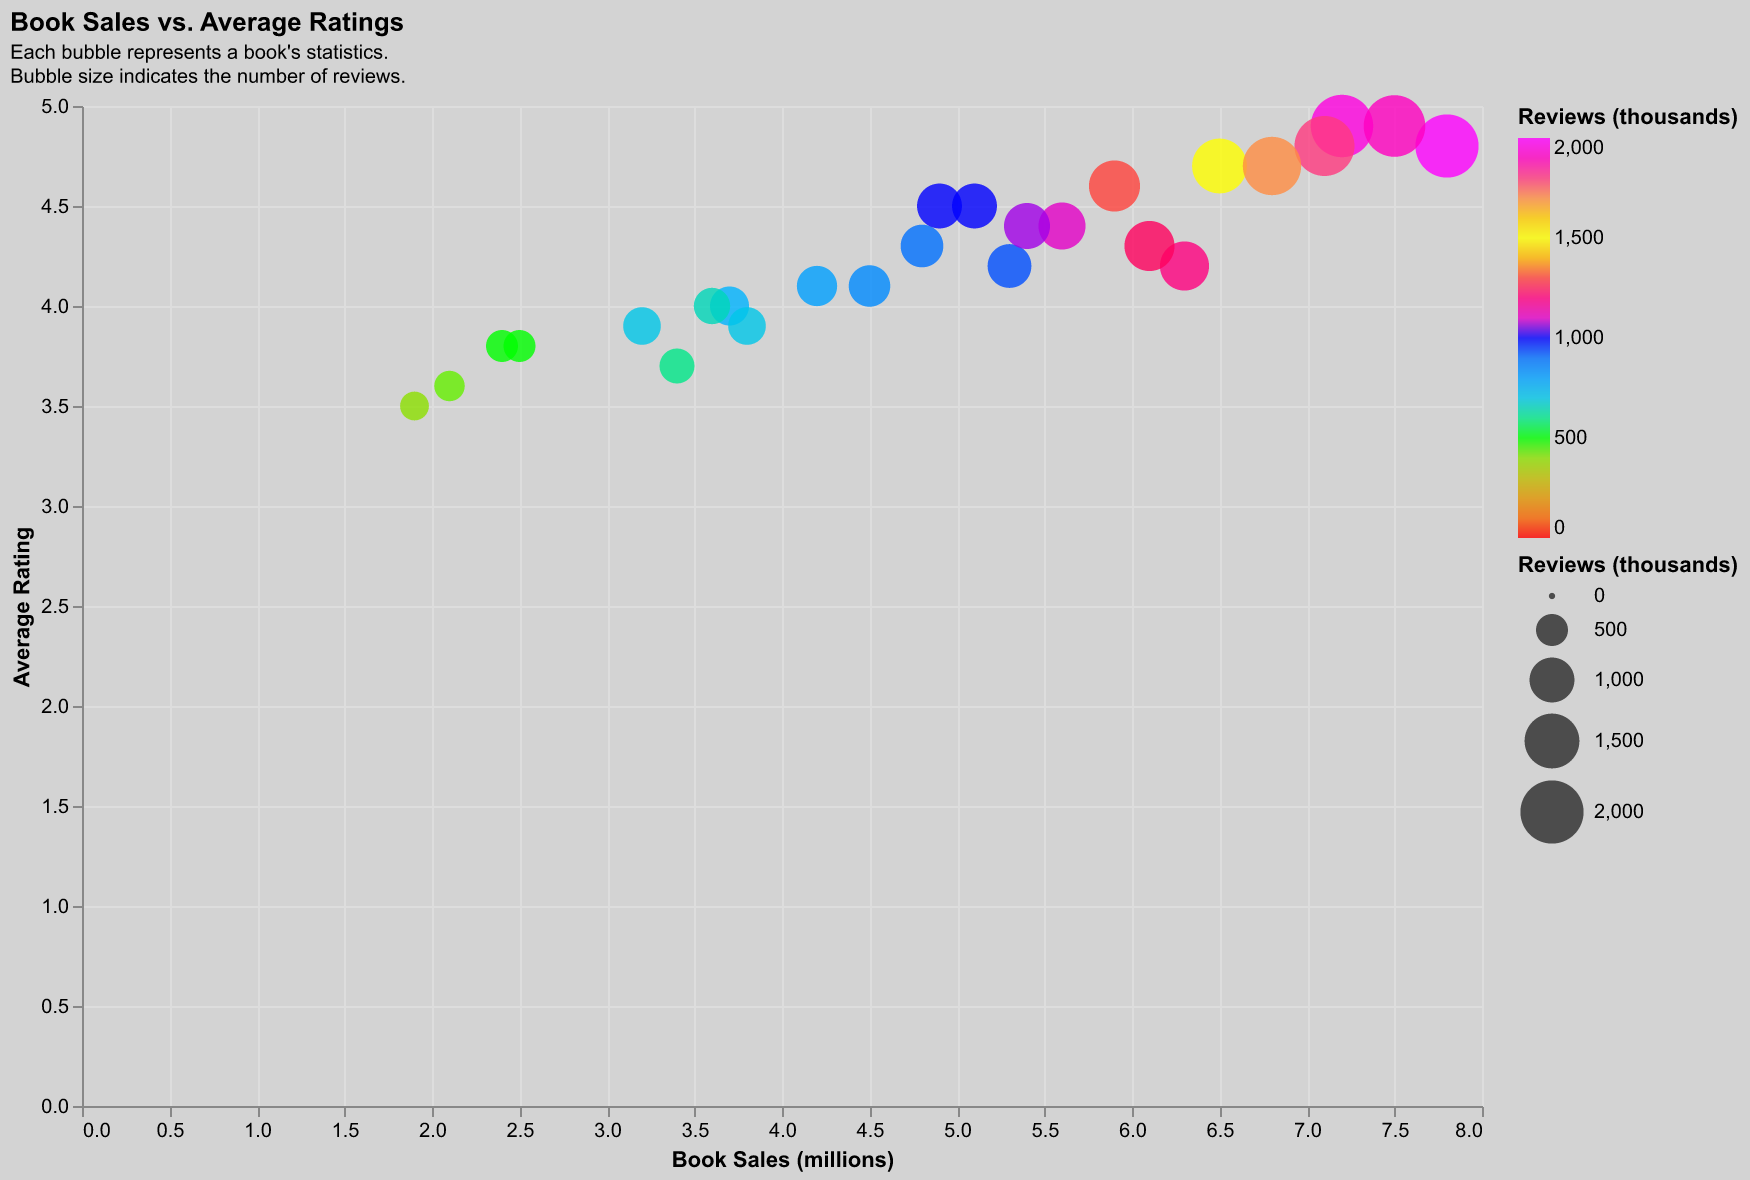 Book Sales vs. Average Ratings
Each bubble represents a book's statistics.
Bubble size indicates the number of reviews.
5.0
4.5
4.0
3.5
3.0
2.5
2.0
1.5
1.0
0.5
0.0
Average Rating
0.0 0.5 1.0 1.5 2.0 2.5 3.0 3.5 4.0 4.5 5.0 5.5 6.0 6.5 7.0 7.5 8.0
Book Sales (millions)
Reviews (thousands)
2,000
1,500
1,000
500
0
Reviews (thousands)
0
500
1,000
1,500
2,000